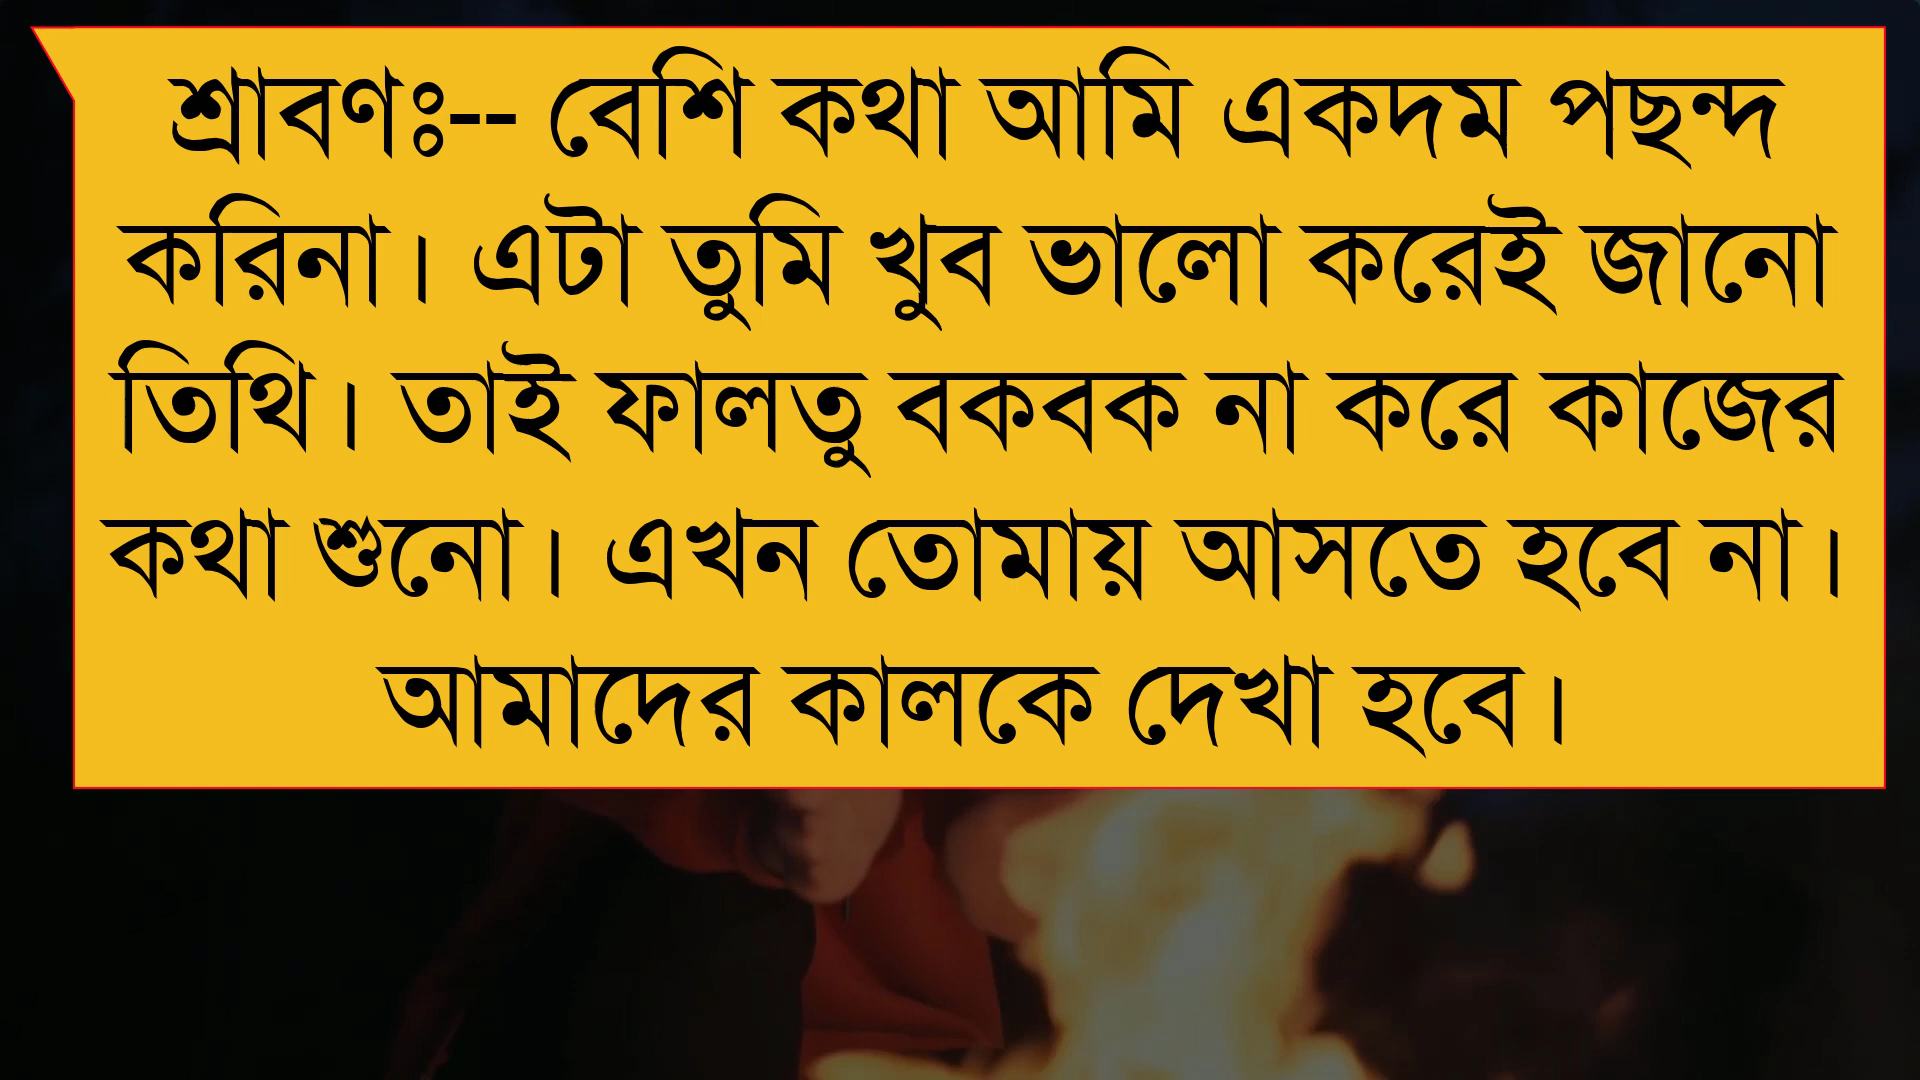 শ্রাবণঃ-- বেশি কথা আমি একদম পছন্দ
করিনা। এটা তুমি খুব ভালো করেই জানো
তিথি। তাই ফালতু বকবক না করে কাজের
কথা শুনো। এখন তোমায় আসতে হবে না।
আমাদের কালকে দেখা হবে।